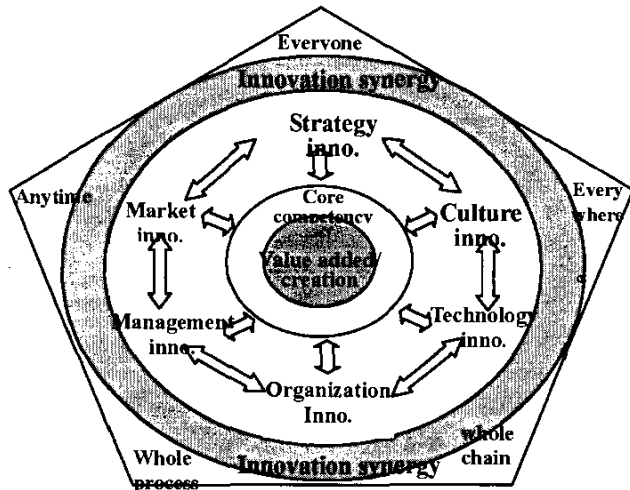 Everyone
Innovation synergy
Strategy
inno.
Anytime
Every
where
Market
inno.
Core
competency
Culture
inno.
Value added/
creation
Management
inno.
Technology
inno.
Organization
Inno.
Whole
process
Innovation synergy
whole
chain